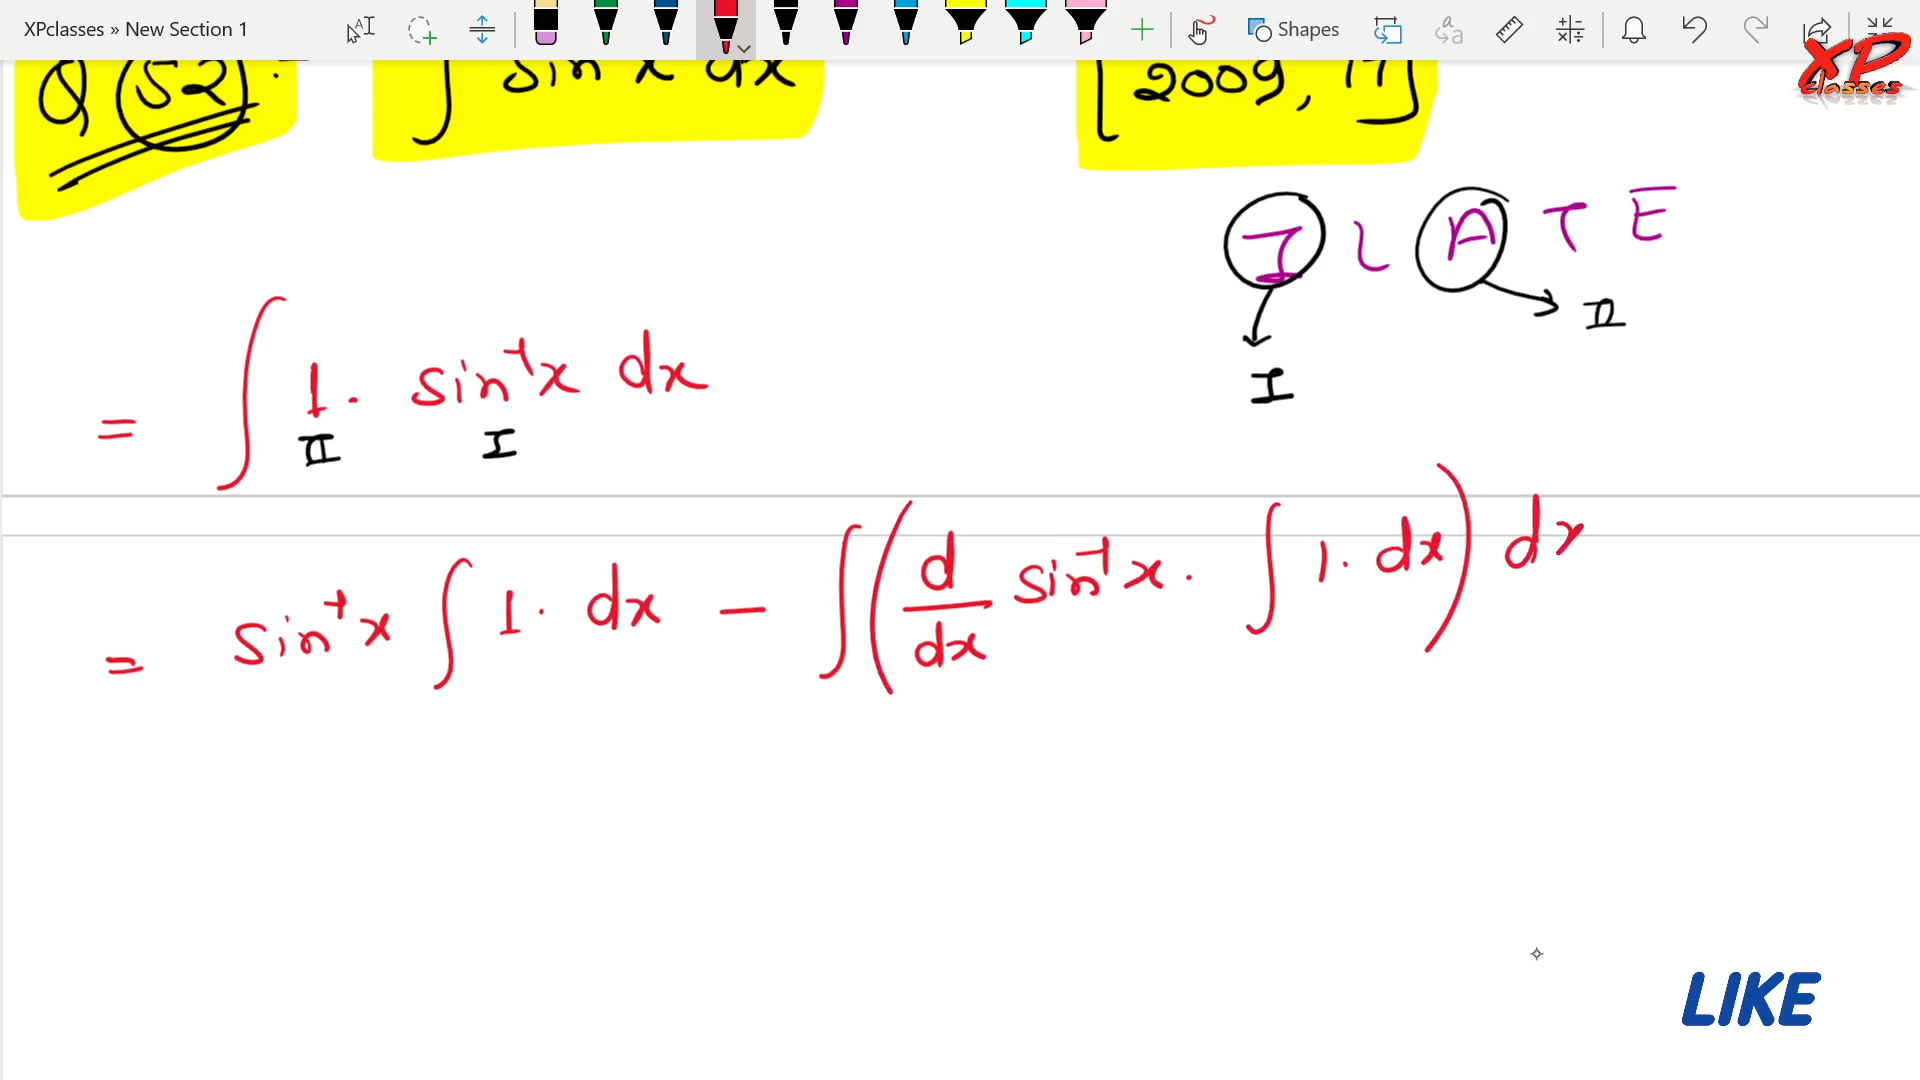 XPclasses » New Section 1
Shapes
XP
classes
Q 52 :- ∫ sin x dx [2009, 17]
I L A T E
I II
= ∫ 1 · sin⁻¹x dx
II I
= sin⁻¹x ∫ 1 · dx − ∫ ( d/dx sin⁻¹x · ∫ 1 · dx ) dx
LIKE